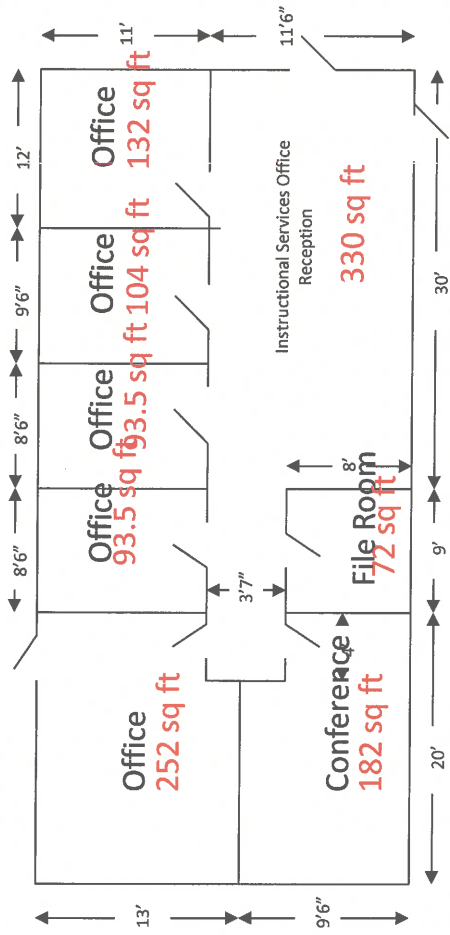 11'
11'6"
12'
9'6"
8'6"
8'6"
Office
132 sq ft
Office
104 sq ft
Office
93.5 sq ft
Office
93.5 sq ft
Instructional Services Office
Reception
330 sq ft
30'
8'
File Room
72 sq ft
9'
3'7"
Office
252 sq ft
Conference
4'
182 sq ft
20'
13'
9'6"